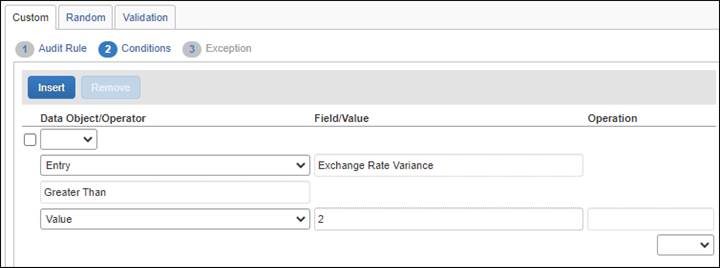 Custom Random Validation
1 Audit Rule 2 Conditions 3 Exception
Insert Remove
Data Object/Operator Field/Value Operation
Entry Exchange Rate Variance
Greater Than
Value 2